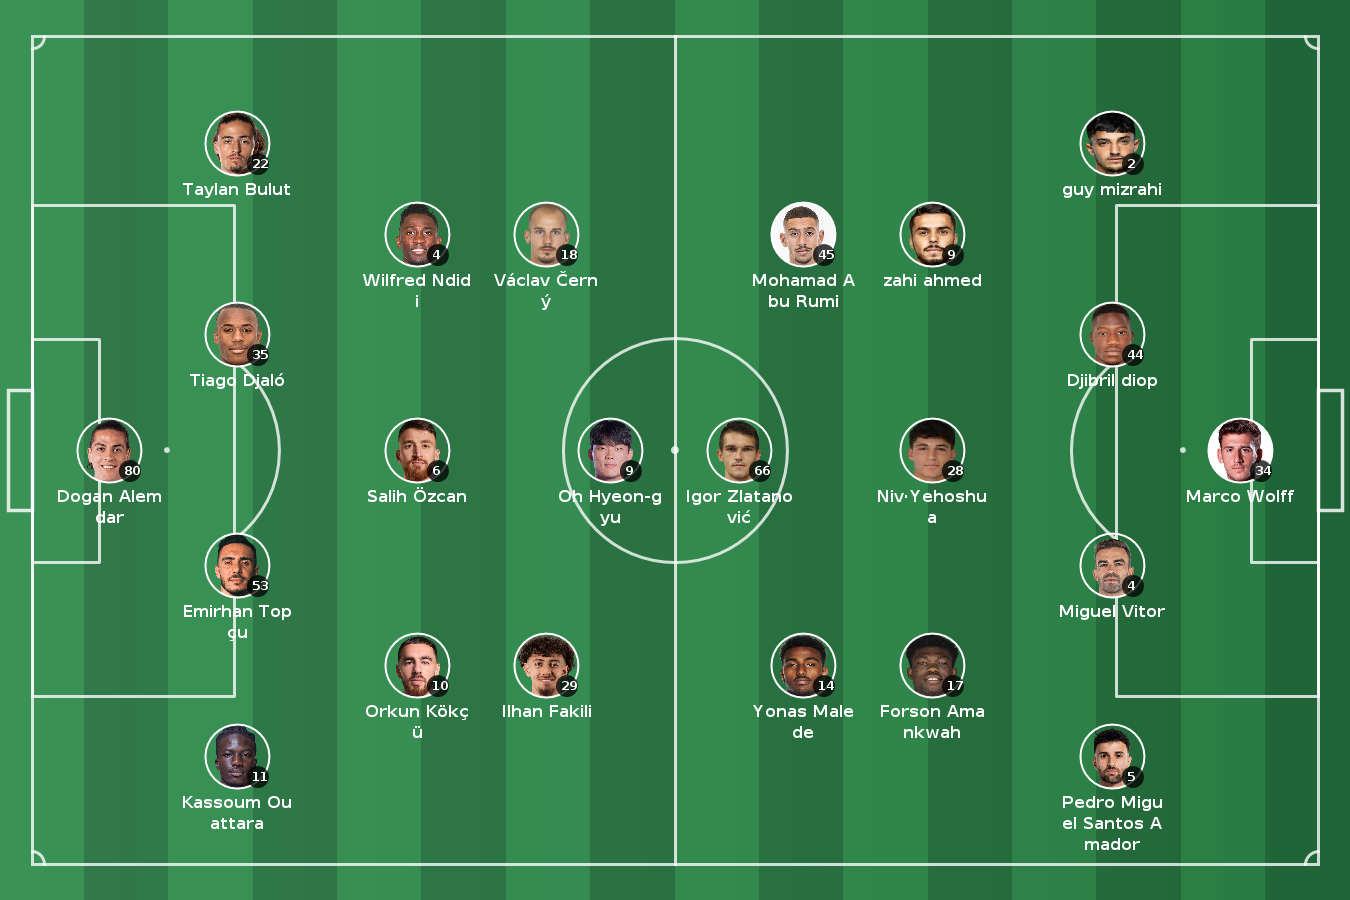 22
Taylan Bulut
2
guy mizrahi
4
Wilfred Ndid
i
18
Václav Čern
ý
45
Mohamad A
bu Rumi
9
zahi ahmed
35
Tiago Djaló
44
Djibril diop
80
Dogan Alem
dar
6
Salih Özcan
9
Oh Hyeon-g
yu
66
Igor Zlatano
vić
28
Niv·Yehoshu
a
34
Marco Wolff
53
Emirhan Top
çu
4
Miguel Vitor
10
Orkun Kökç
ü
29
Ilhan Fakili
14
Yonas Male
de
17
Forson Ama
nkwah
11
Kassoum Ou
attara
5
Pedro Migu
el Santos A
mador